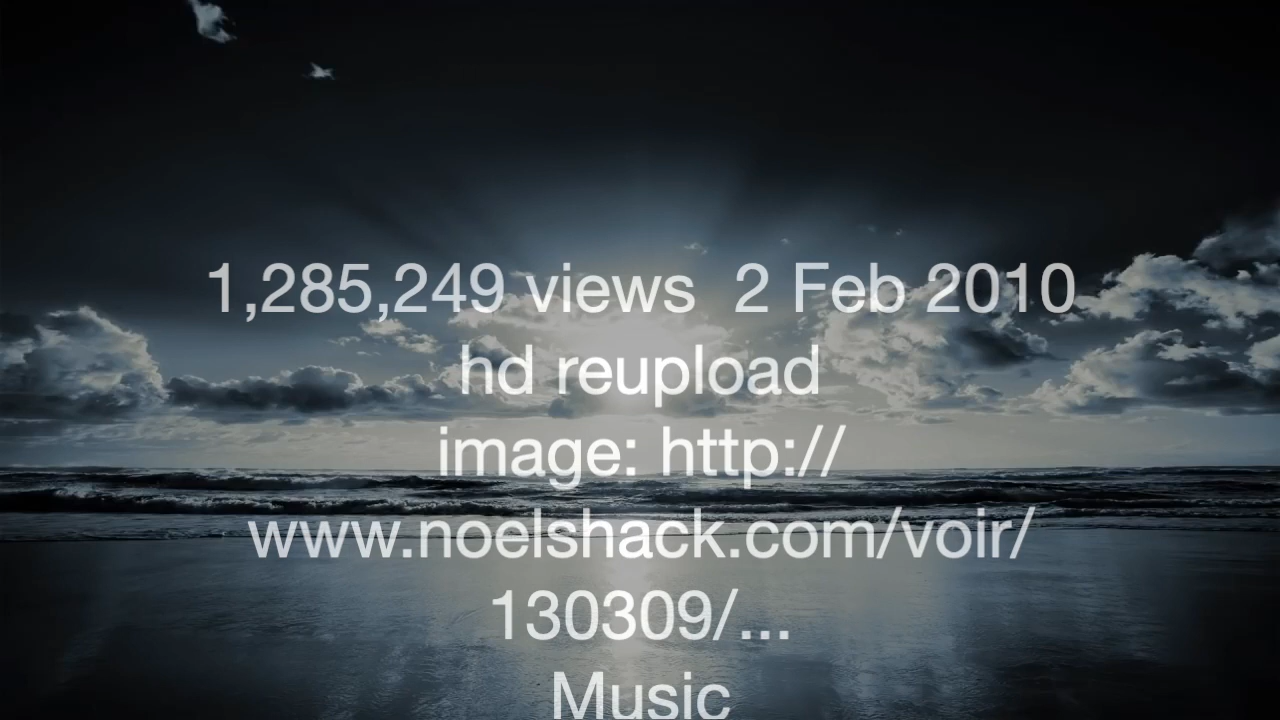 1,285,249 views  2 Feb 2010
hd reupload
image: http://
www.noelshack.com/voir/
130309/...
Music